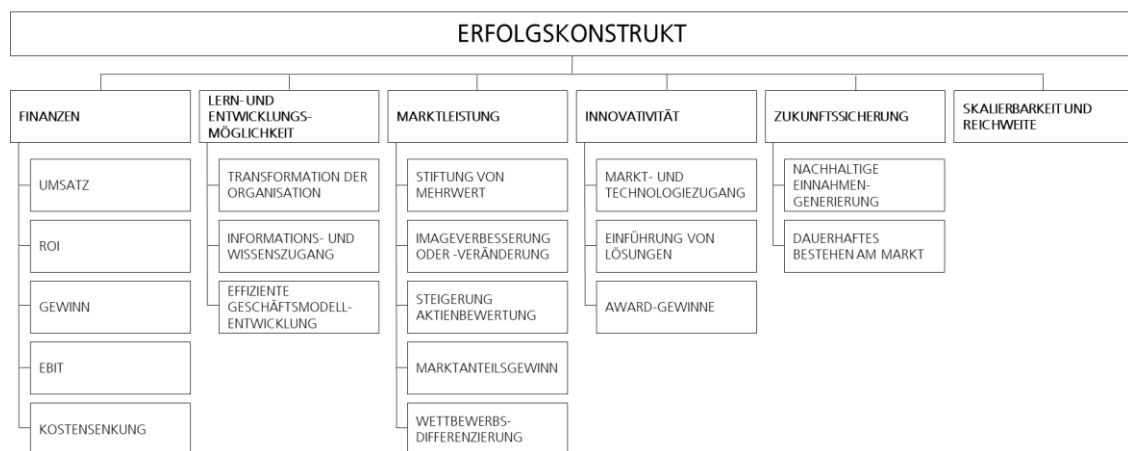 ERFOLGSKONSTRUKT
FINANZEN
UMSATZ
ROI
GEWINN
EBIT
KOSTENSENKUNG
LERN- UND
ENTWICKLUNGS-
MÖGLICHKEIT
TRANSFORMATION DER
ORGANISATION
INFORMATIONS- UND
WISSENSZUGANG
EFFIZIENTE
GESCHÄFTSMODELL-
ENTWICKLUNG
MARKTLEISTUNG
STIFTUNG VON
MEHRWERT
IMAGEVERBESSERUNG
ODER -VERÄNDERUNG
STEIGERUNG
AKTIENBEWERTUNG
MARKTANTEILSGEWINN
WETTBEWERBS-
DIFFERENZIERUNG
INNOVATIVITÄT
MARKT- UND
TECHNOLOGIEZUGANG
EINFÜHRUNG VON
LÖSUNGEN
AWARD-GEWINNE
ZUKUNFTSSICHERUNG
NACHHALTIGE
EINNAHMEN-
GENERIERUNG
DAUERHAFTES
BESTEHEN AM MARKT
SKALIERBARKEIT UND
REICHWEITE